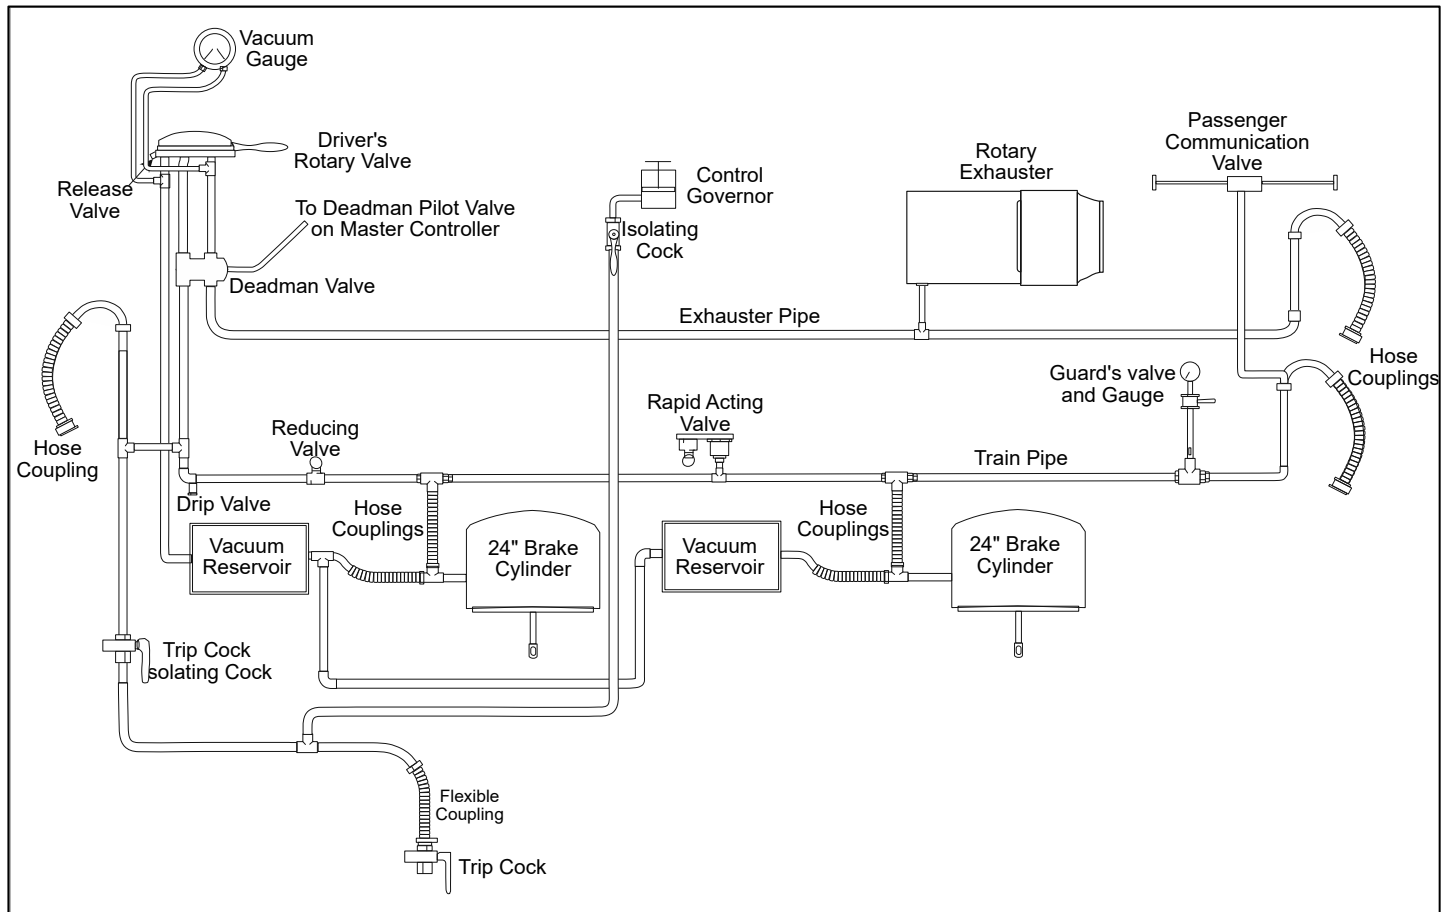 Vacuum
Gauge
Driver's
Rotary Valve
Release
Valve
To Deadman Pilot Valve
on Master Controller
Deadman Valve
Control
Governor
Isolating
Cock
Rotary
Exhauster
Passenger
Communication
Valve
Exhauster Pipe
Hose
Couplings
Guard's valve
and Gauge
Rapid Acting
Valve
Reducing
Valve
Hose
Coupling
Train Pipe
Drip Valve
Hose
Couplings
Hose
Couplings
Vacuum
Reservoir
24" Brake
Cylinder
Vacuum
Reservoir
24" Brake
Cylinder
Trip Cock
solating Cock
Flexible
Coupling
Trip Cock